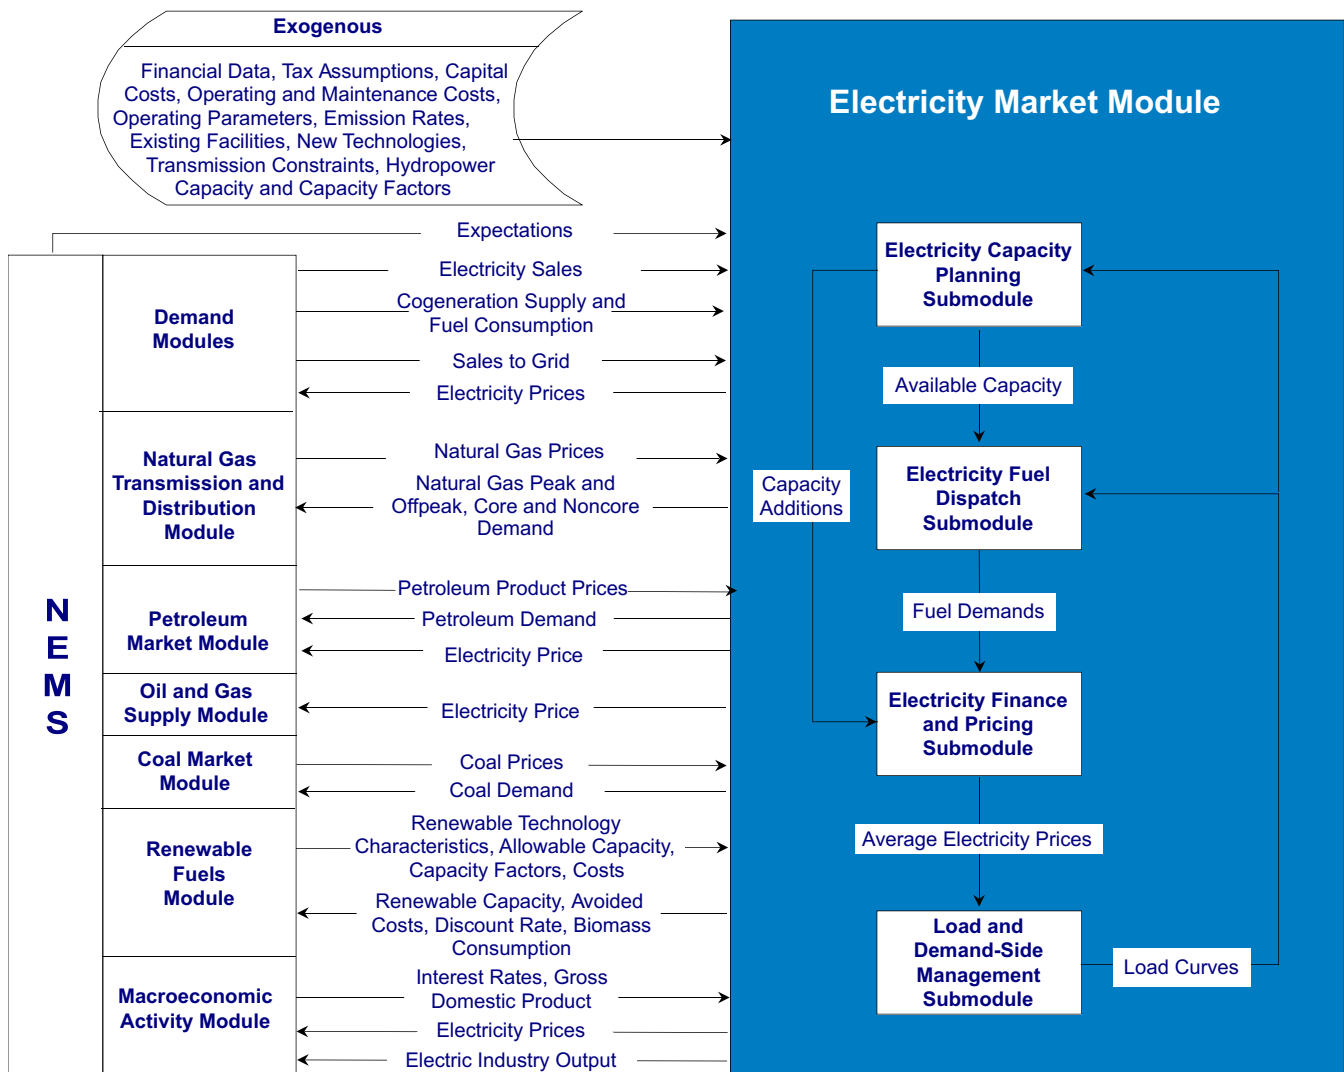 Exogenous
Financial Data, Tax Assumptions, Capital
Costs, Operating and Maintenance Costs,
Operating Parameters, Emission Rates,
Existing Facilities, New Technologies,
Transmission Constraints, Hydropower
Capacity and Capacity Factors
Electricity Market Module
N
E
M
S
Demand
Modules
Natural Gas
Transmission and
Distribution
Module
Petroleum
Market Module
Oil and Gas
Supply Module
Coal Market
Module
Renewable
Fuels
Module
Macroeconomic
Activity Module
Expectations
Electricity Sales
Cogeneration Supply and
Fuel Consumption
Sales to Grid
Electricity Prices
Natural Gas Prices
Natural Gas Peak and
Offpeak, Core and Noncore
Demand
Petroleum Product Prices
Petroleum Demand
Electricity Price
Electricity Price
Coal Prices
Coal Demand
Renewable Technology
Characteristics, Allowable Capacity,
Capacity Factors, Costs
Renewable Capacity, Avoided
Costs, Discount Rate, Biomass
Consumption
Interest Rates, Gross
Domestic Product
Electricity Prices
Electric Industry Output
Electricity Capacity
Planning
Submodule
Available Capacity
Capacity
Additions
Electricity Fuel
Dispatch
Submodule
Fuel Demands
Electricity Finance
and Pricing
Submodule
Average Electricity Prices
Load and
Demand-Side
Management
Submodule
Load Curves